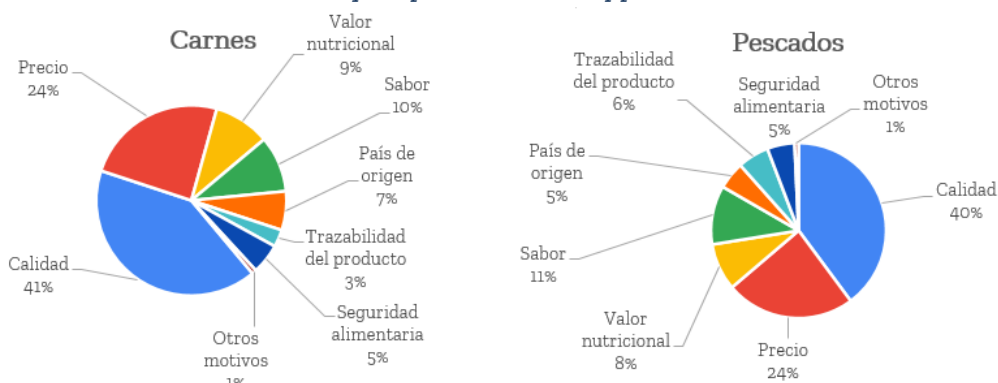 Carnes
Valor
nutricional
9%
Precio
24%
Sabor
10%
País de
origen
7%
Trazabilidad
del producto
3%
Calidad
41%
Seguridad
alimentaria
5%
Otros
motivos
1%
Pescados
Trazabilidad
del producto
6%
Seguridad
alimentaria
5%
Otros
motivos
1%
País de
origen
5%
Calidad
40%
Sabor
11%
Valor
nutricional
8%
Precio
24%